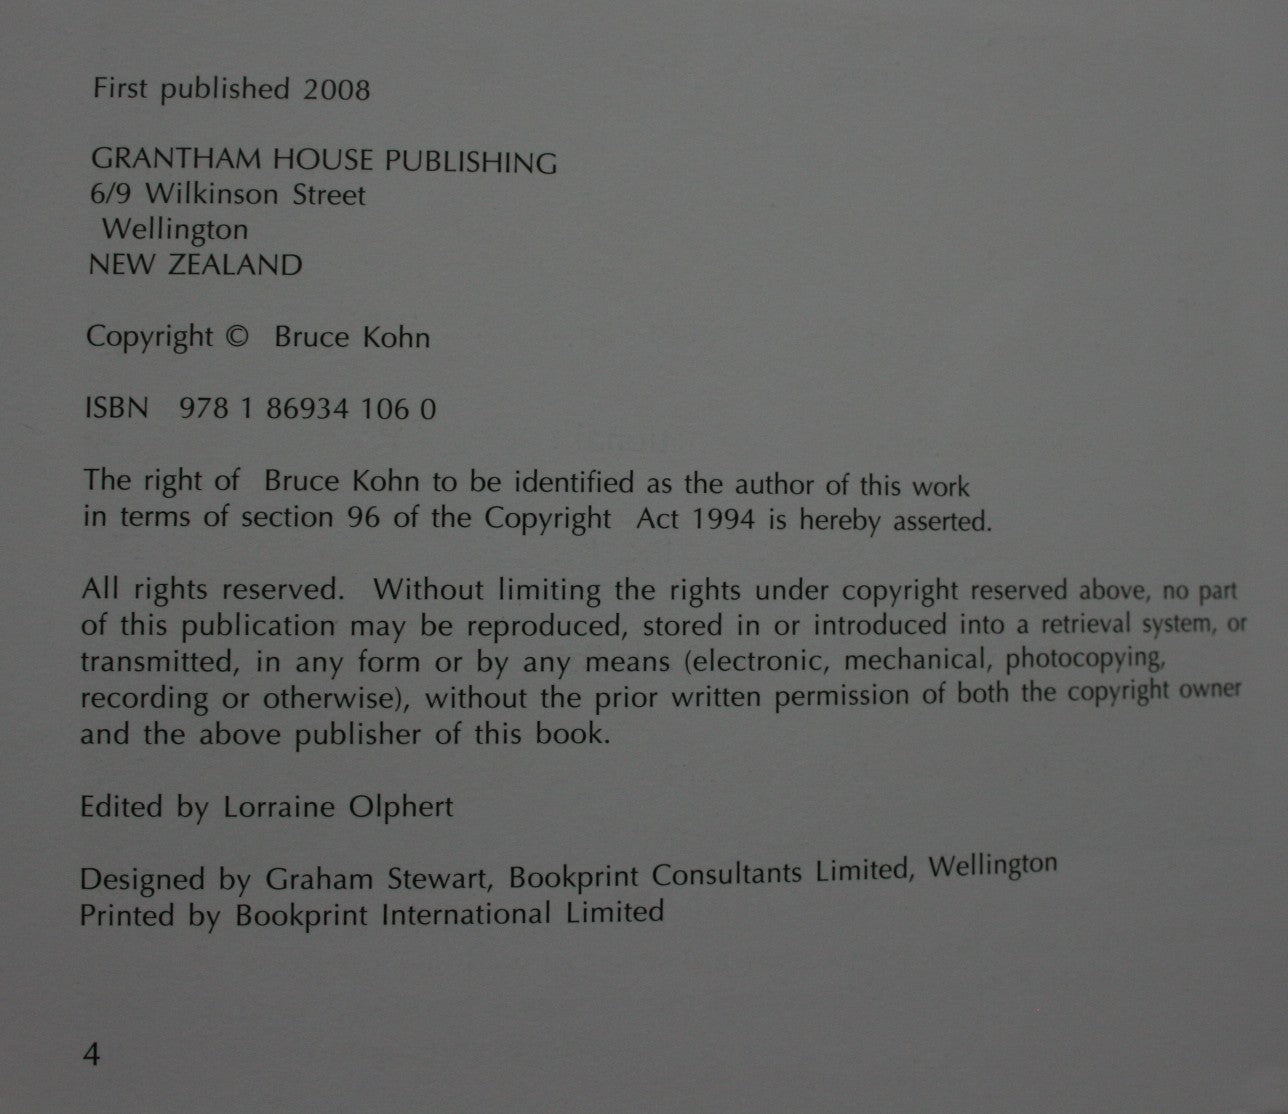 First published 2008
GRANTHAM HOUSE PUBLISHING
6/9 Wilkinson Street
Wellington
NEW ZEALAND
Copyright © Bruce Kohn
ISBN 978 1 86934 106 0
The right of Bruce Kohn to be identified as the author of this work
in terms of section 96 of the Copyright Act 1994 is hereby asserted.
All rights reserved. Without limiting the rights under copyright reserved above, no part
of this publication may be reproduced, stored in or introduced into a retrieval system, or
transmitted, in any form or by any means (electronic, mechanical, photocopying,
recording or otherwise), without the prior written permission of both the copyright owner
and the above publisher of this book.
Edited by Lorraine Olphert
Designed by Graham Stewart, Bookprint Consultants Limited, Wellington
Printed by Bookprint International Limited
4